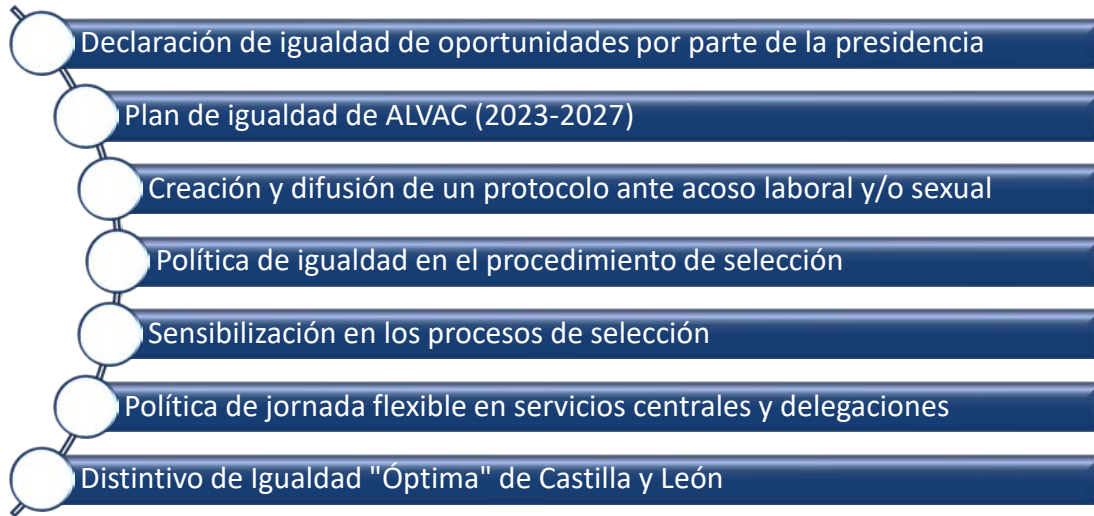 Declaración de igualdad de oportunidades por parte de la presidencia
Plan de igualdad de ALVAC (2023-2027)
Creación y difusión de un protocolo ante acoso laboral y/o sexual
Política de igualdad en el procedimiento de selección
Sensibilización en los procesos de selección
Política de jornada flexible en servicios centrales y delegaciones
Distintivo de Igualdad "Óptima" de Castilla y León